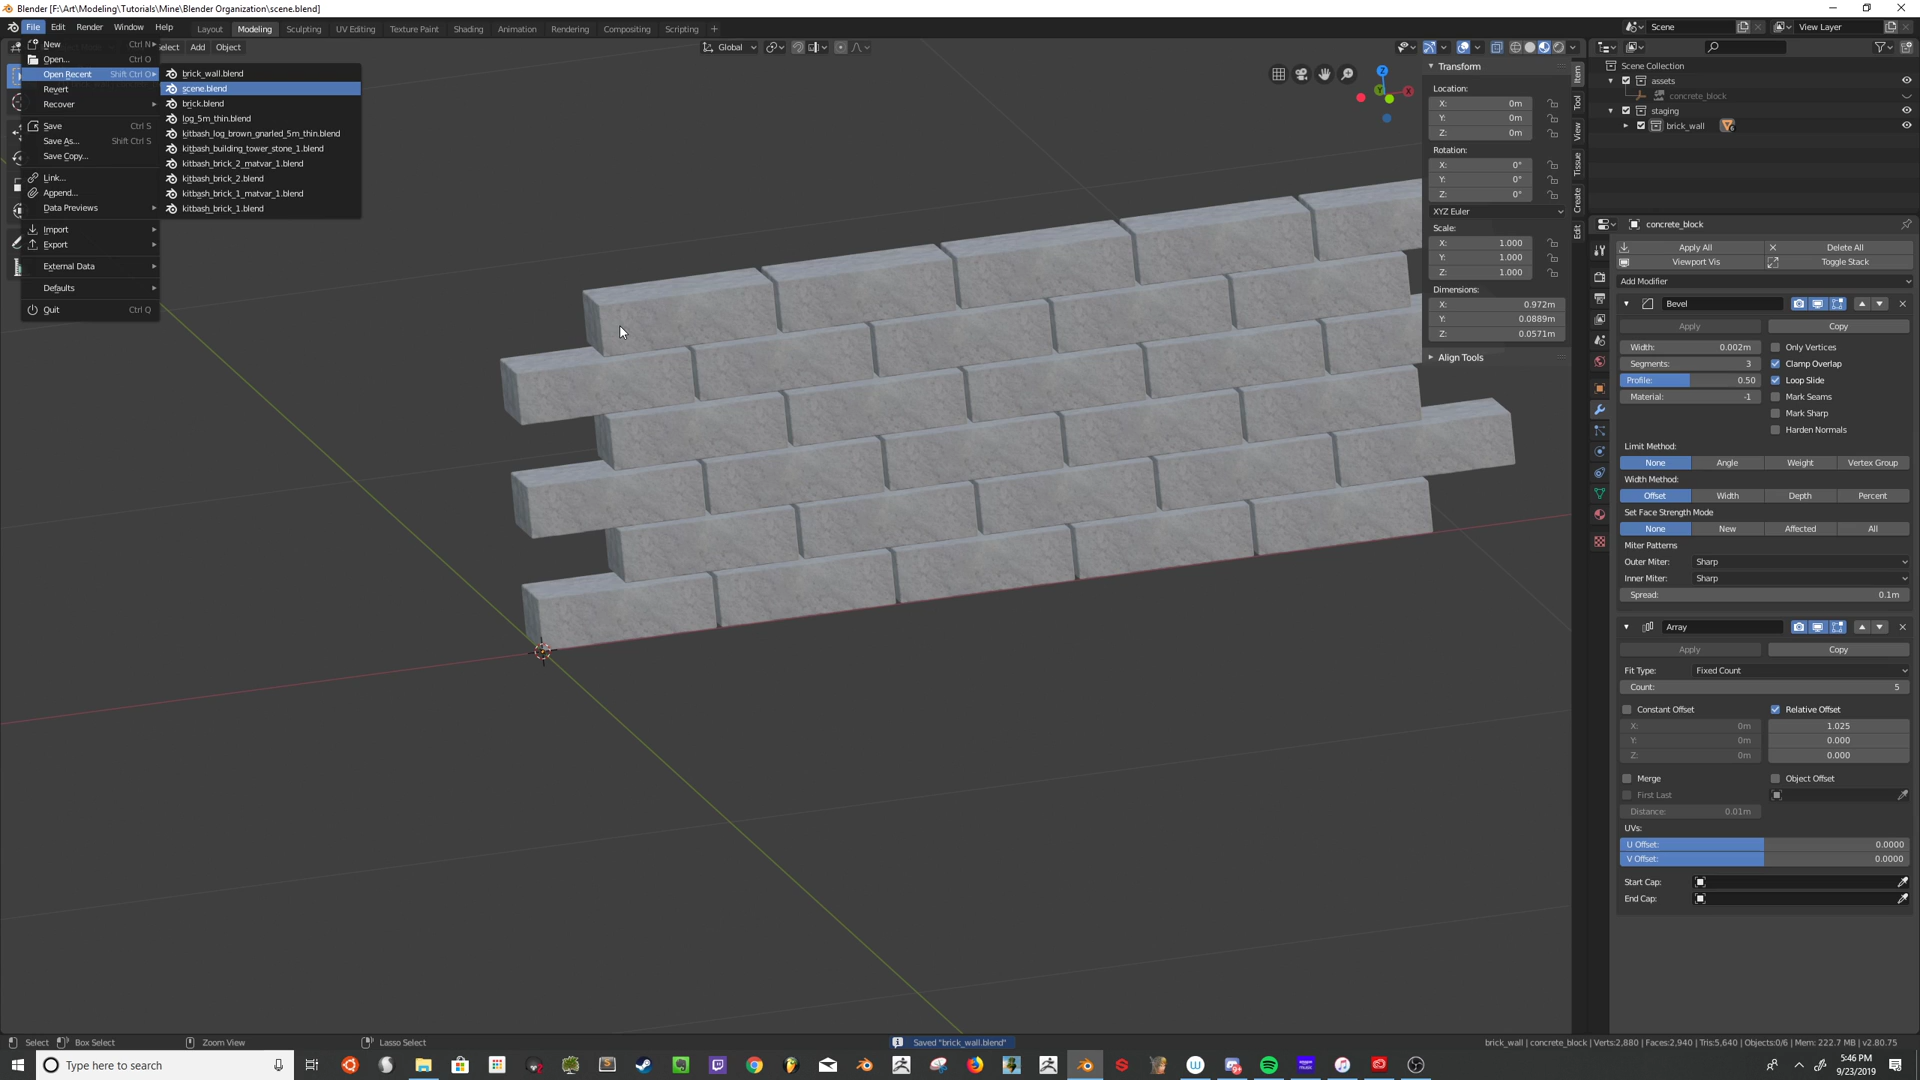 Blender [F:\Art\Modeling\Tutorials\Mine\Blender Organization\scene.blend]
File Edit Render Window Help Layout Modeling Sculpting UV Editing Texture Paint Shading Animation Rendering Compositing Scripting Scene View Layer
Select Add Object Global
New Ctrl N
Open... Ctrl O
Open Recent Shift Ctrl O
Revert
Recover
Save Ctrl S
Save As... Shift Ctrl S
Save Copy...
Link...
Append...
Data Previews
Import
Export
External Data
Defaults
Quit Ctrl Q
brick_wall.blend
scene.blend
brick.blend
log_5m_thin.blend
kitbash_log_brown_gnarled_5m_thin.blend
kitbash_building_tower_stone_1.blend
kitbash_brick_2_matvar_1.blend
kitbash_brick_2.blend
kitbash_brick_1_matvar_1.blend
kitbash_brick_1.blend
Z
Y
X
Transform
Location:
X: 0m
Y: 0m
Z: 0m
Rotation:
X: 0°
Y: 0°
Z: 0°
XYZ Euler
Scale:
X: 1.000
Y: 1.000
Z: 1.000
Dimensions:
X: 0.972m
Y: 0.0889m
Z: 0.0571m
Align Tools
Item
Tool
View
Tissue
Create
Edit
Scene Collection
assets
concrete_block
staging
brick_wall
concrete_block
Apply All Delete All
Viewport Vis Toggle Stack
Add Modifier
Bevel
Apply Copy
Width: 0.002m Only Vertices
Segments: 3 Clamp Overlap
Profile: 0.50 Loop Slide
Material: -1 Mark Seams
Mark Sharp
Harden Normals
Limit Method:
None Angle Weight Vertex Group
Width Method:
Offset Width Depth Percent
Set Face Strength Mode
None New Affected All
Miter Patterns
Outer Miter: Sharp
Inner Miter: Sharp
Spread: 0.1m
Array
Apply Copy
Fit Type: Fixed Count
Count: 5
Constant Offset Relative Offset
X: 0m 1.025
Y: 0m 0.000
Z: 0m 0.000
Merge Object Offset
First Last
Distance: 0.01m
UVs:
U Offset: 0.0000
V Offset: 0.0000
Start Cap:
End Cap:
Select Box Select Zoom View Lasso Select Saved "brick_wall.blend" brick_wall | concrete_block | Verts:2,880 | Faces:2,940 | Tris:5,640 | Objects:0/6 | Mem: 222.7 MB | v2.80.75
Type here to search
5:46 PM
9/23/2019